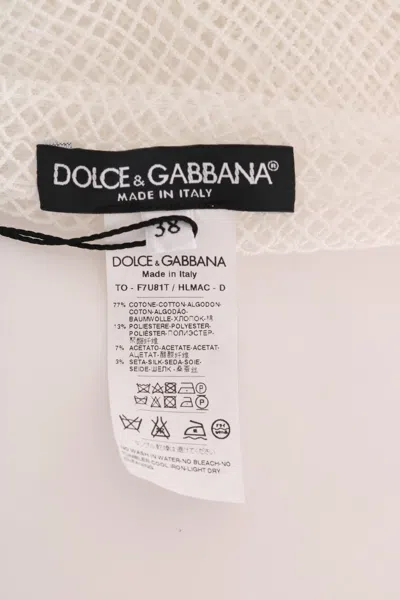 DOLCE & GABBANA®
MADE IN ITALY
38
DOLCE & GABBANA
Made in Italy
TO - F7U81T / HLMAC - D
77% COTONE-COTTON-ALGODON-
COTON-ALGODÃO-
BAUMWOLLE-ХЛОПОК-棉
13% POLIESTERE-POLYESTER-
POLIÉSTER-ПОЛИЭСТЕР-
聚酯纤维
7% ACETATO-ACETATE-ACETAT-
АЦЕТАТ-醋酸纤维
3% SETA-SILK-SEDA-SOIE-
SEIDE-ШЕЛК-桑蚕丝
NO WASH IN WATER-NO BLEACH-NO
TUMBLER-COOL IRON-LIGHT DRY